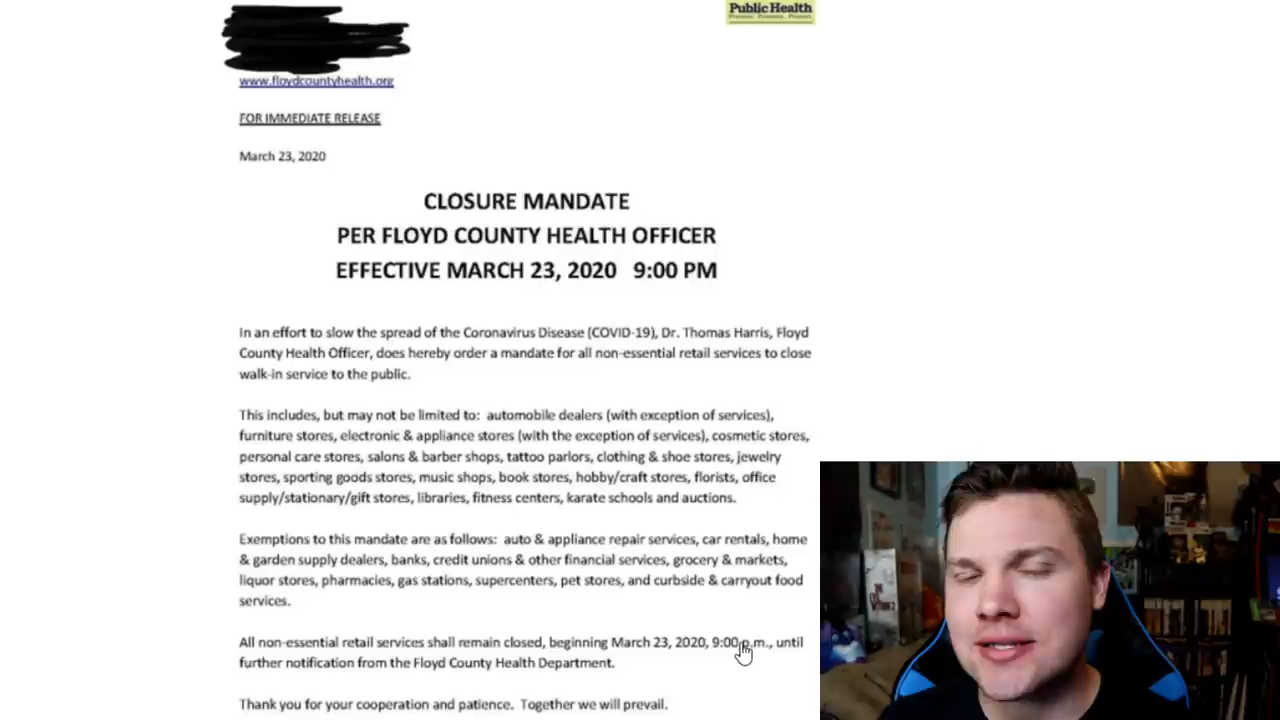 Public Health
Prevent. Promote. Protect.
www.floydcountyhealth.org
FOR IMMEDIATE RELEASE
March 23, 2020
CLOSURE MANDATE
PER FLOYD COUNTY HEALTH OFFICER
EFFECTIVE MARCH 23, 2020 9:00 PM
In an effort to slow the spread of the Coronavirus Disease (COVID-19), Dr. Thomas Harris, Floyd
County Health Officer, does hereby order a mandate for all non-essential retail services to close
walk-in service to the public.
This includes, but may not be limited to: automobile dealers (with exception of services),
furniture stores, electronic & appliance stores (with the exception of services), cosmetic stores,
personal care stores, salons & barber shops, tattoo parlors, clothing & shoe stores, jewelry
stores, sporting goods stores, music shops, book stores, hobby/craft stores, florists, office
supply/stationary/gift stores, libraries, fitness centers, karate schools and auctions.
Exemptions to this mandate are as follows: auto & appliance repair services, car rentals, home
& garden supply dealers, banks, credit unions & other financial services, grocery & markets,
liquor stores, pharmacies, gas stations, supercenters, pet stores, and curbside & carryout food
services.
All non-essential retail services shall remain closed, beginning March 23, 2020, 9:00 p.m., until
further notification from the Floyd County Health Department.
Thank you for your cooperation and patience. Together we will prevail.